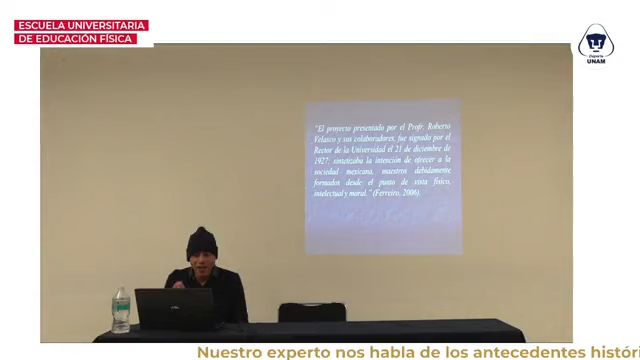 ESCUELA UNIVERSITARIA
DE EDUCACIÓN FÍSICA
Deporte
UNAM
"El proyecto presentado por el Profr. Roberto
Velasco y sus colaboradores, fue signado por el
Rector de la Universidad el 21 de diciembre de
1927; sintetizaba la intención de ofrecer a la
sociedad mexicana, maestros debidamente
formados desde el punto de vista físico,
intelectual y moral." (Ferreiro, 2006).
Nuestro experto nos habla de los antecedentes históri